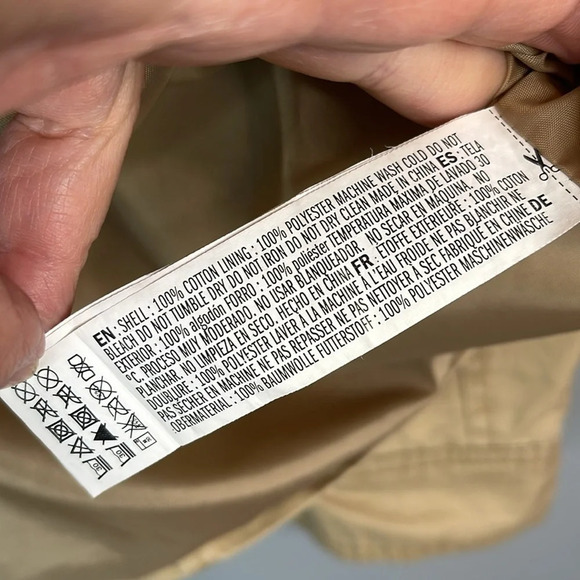 EN : SHELL : 100% COTTON LINING : 100% POLYESTER MACHINE WASH COLD DO NOT
BLEACH DO NOT TUMBLE DRY DO NOT IRON DO NOT DRY CLEAN MADE IN CHINA ES : TELA
EXTERIOR : 100% algodón FORRO : 100% poliéster TEMPERATURA MÁXIMA DE LAVADO 30
ºC PROCESO MUY MODERADO. NO USAR BLANQUEADOR. NO SECAR EN MAQUINA. NO
PLANCHAR. NO LIMPIEZA EN SECO. HECHO EN CHINA FR : ETOFFE EXTÉRIEURE : 100% COTON
DOUBLURE : 100% POLYESTER LAVER À LA MACHINE À L'EAU FROIDE NE PAS BLANCHIR NE
PAS SÉCHER EN MACHINE NE PAS REPASSER NE PAS NETTOYER À SEC FABRIQUÉ EN CHINE DE
OBERMATERIAL : 100% BAUMWOLLE FUTTERSTOFF : 100% POLYESTER MASCHINENWÄSCHE